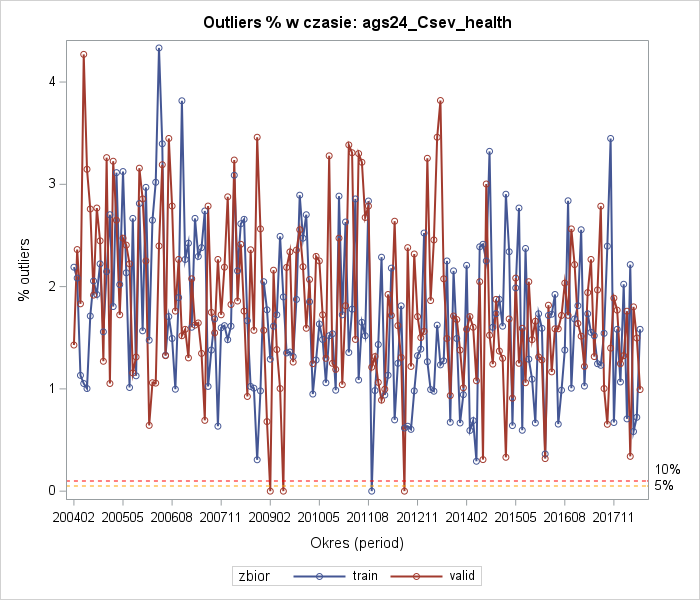 Outliers % w czasie: ags24_Csev_health
% outliers
4
3
2
1
0
10%
5%
200402 200505 200608 200711 200902 201005 201108 201211 201402 201505 201608 201711
Okres (period)
zbior train valid